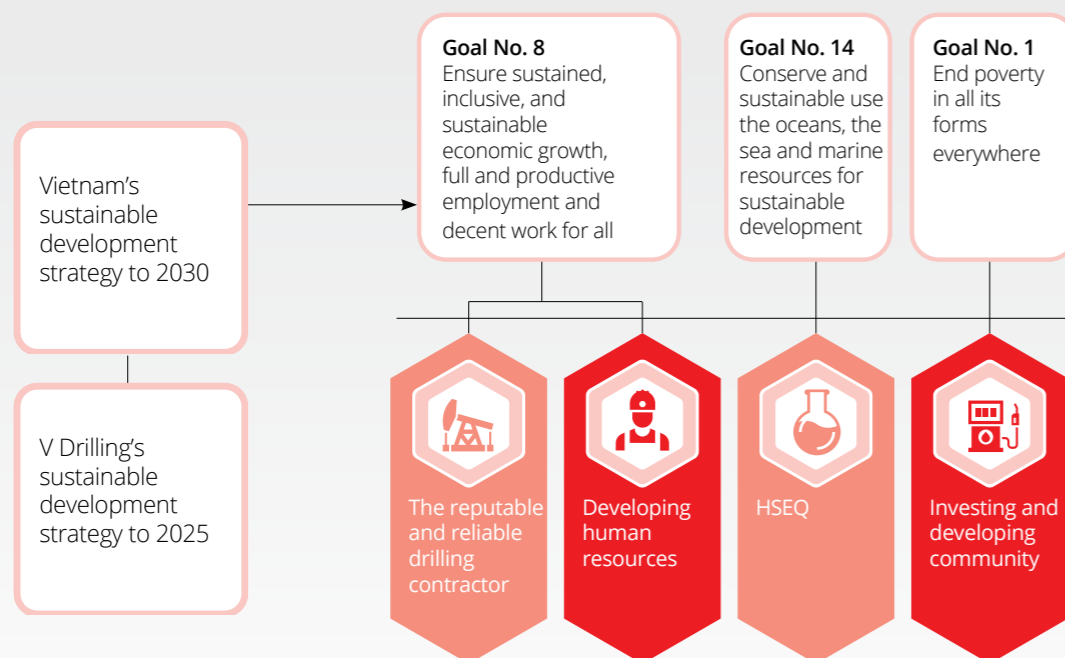 Goal No. 8
Ensure sustained,
inclusive, and
sustainable
economic growth,
full and productive
employment and
decent work for all
Goal No. 14
Conserve and
sustainable use
the oceans, the
sea and marine
resources for
sustainable
development
Goal No. 1
End poverty
in all its
forms
everywhere
Vietnam’s
sustainable
development
strategy to 2030
V Drilling’s
sustainable
development
strategy to 2025
The reputable
and reliable
drilling
contractor
Developing
human
resources
HSEQ
Investing and
developing
community